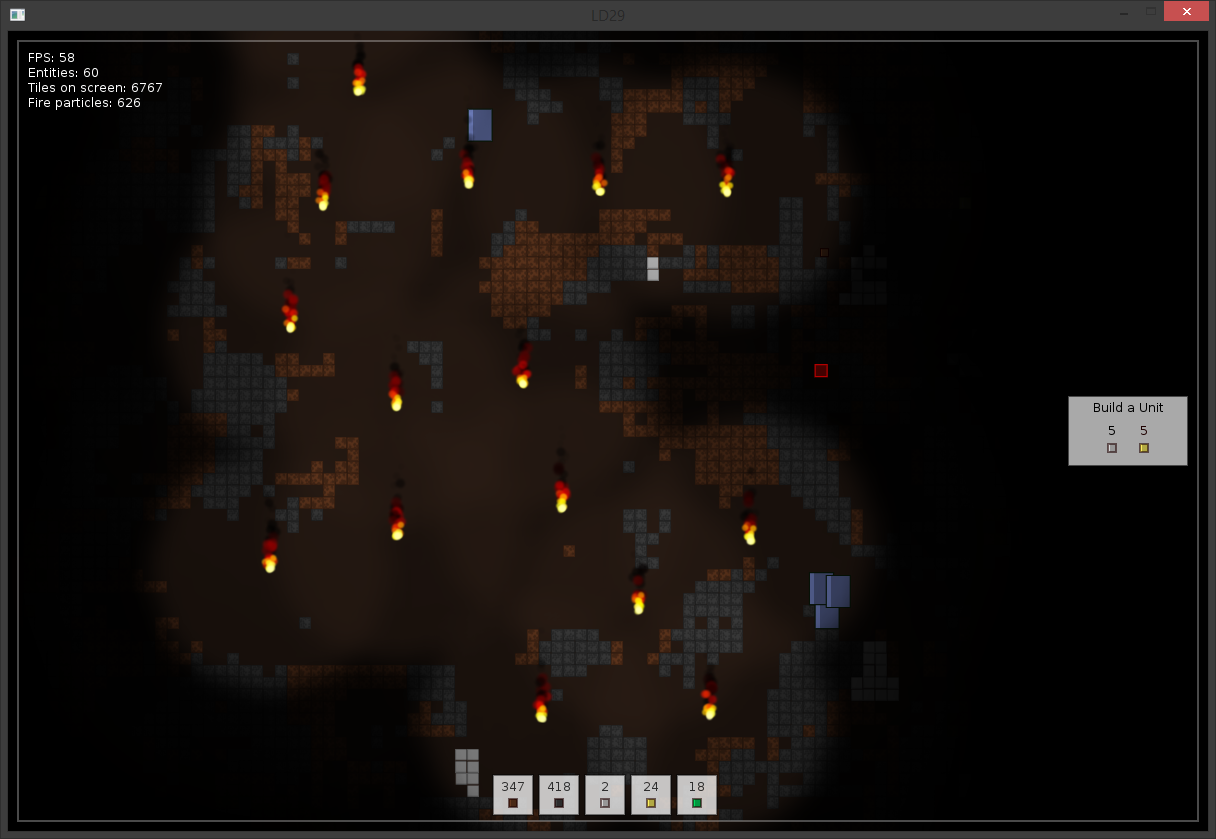 LD29
FPS: 58
Entities: 60
Tiles on screen: 6767
Fire particles: 626
Build a Unit
5 5
347 418 2 24 18